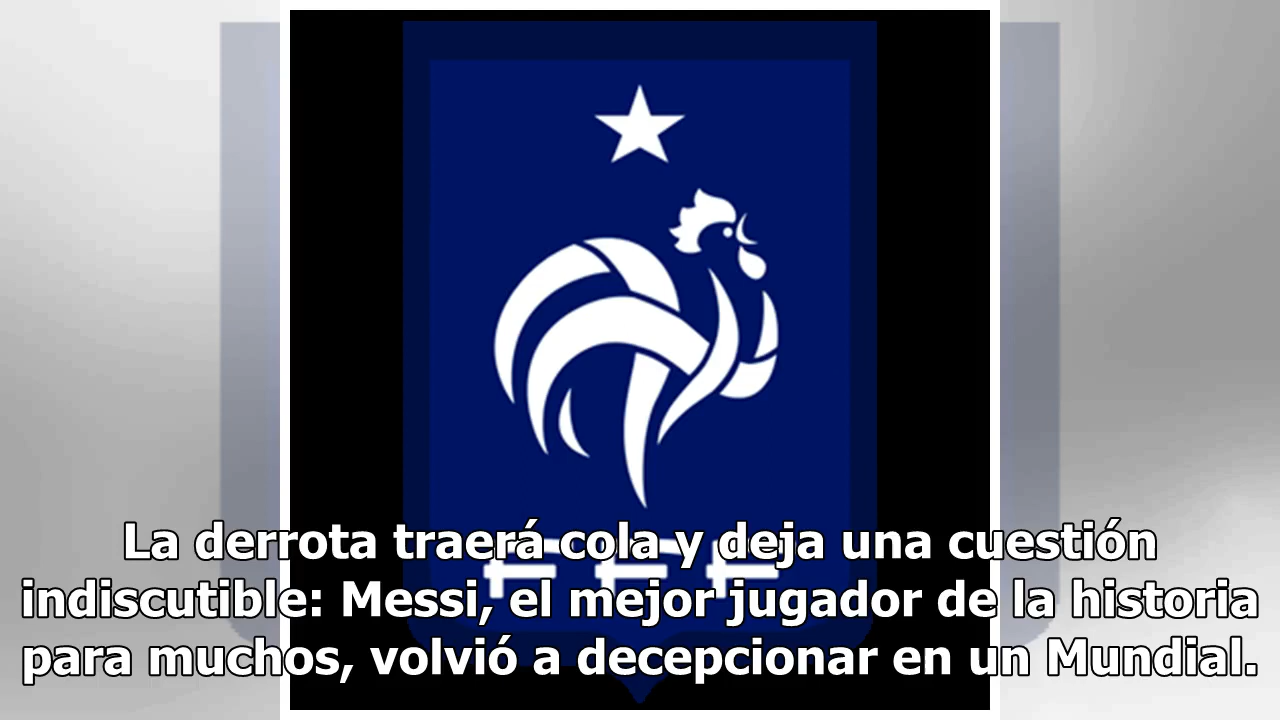 FFF
La derrota traerá cola y deja una cuestión
indiscutible: Messi, el mejor jugador de la historia
para muchos, volvió a decepcionar en un Mundial.